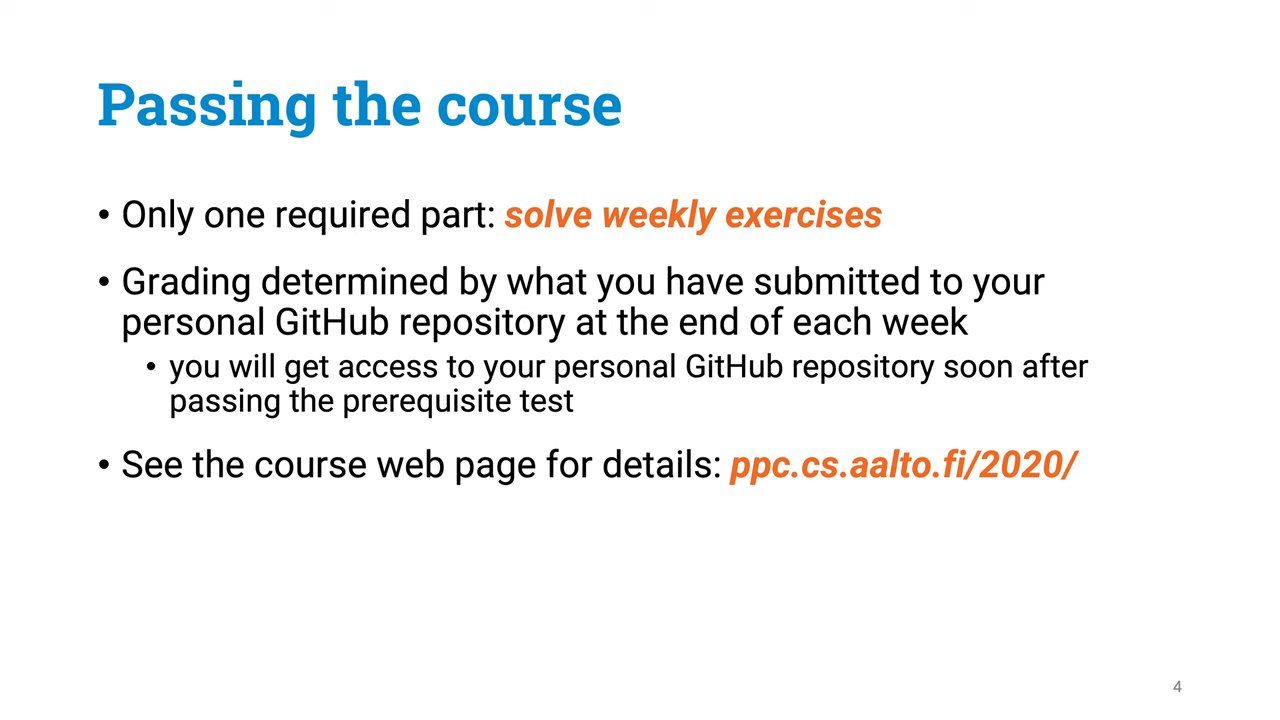 Passing the course
• Only one required part: solve weekly exercises
• Grading determined by what you have submitted to your
personal GitHub repository at the end of each week
• you will get access to your personal GitHub repository soon after
passing the prerequisite test
• See the course web page for details: ppc.cs.aalto.fi/2020/
4